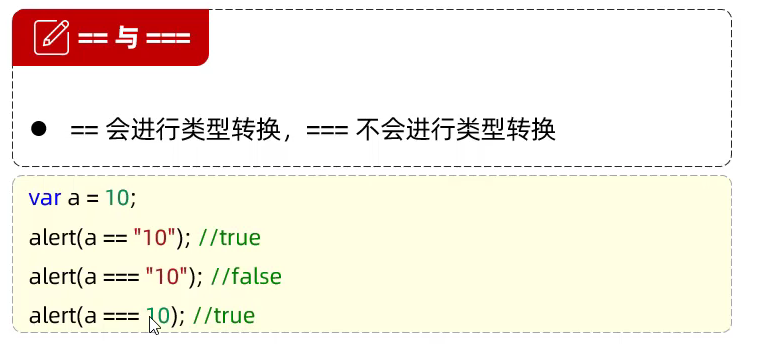 == 与 ===
● == 会进行类型转换，=== 不会进行类型转换
var a = 10;
alert(a == "10"); //true
alert(a === "10"); //false
alert(a === 10); //true